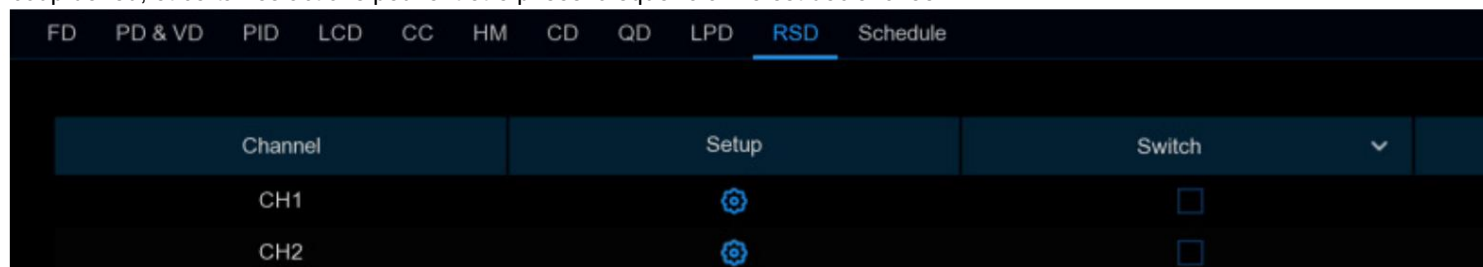 FD PD & VD PID LCD CC HM CD QD LPD RSD Schedule
Channel Setup Switch
CH1
CH2